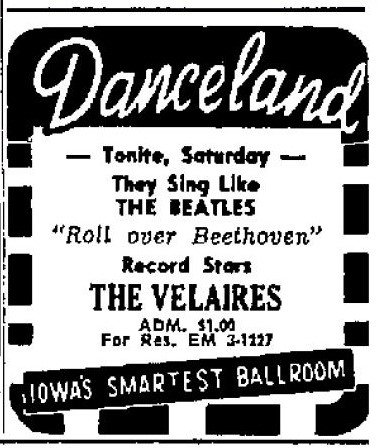 Danceland
— Tonite, Saturday —
They Sing Like
THE BEATLES
"Roll over Beethoven"
Record Stars
THE VELAIRES
ADM. $1.00
For Res. EM 3-1227
IOWA'S SMARTEST BALLROOM